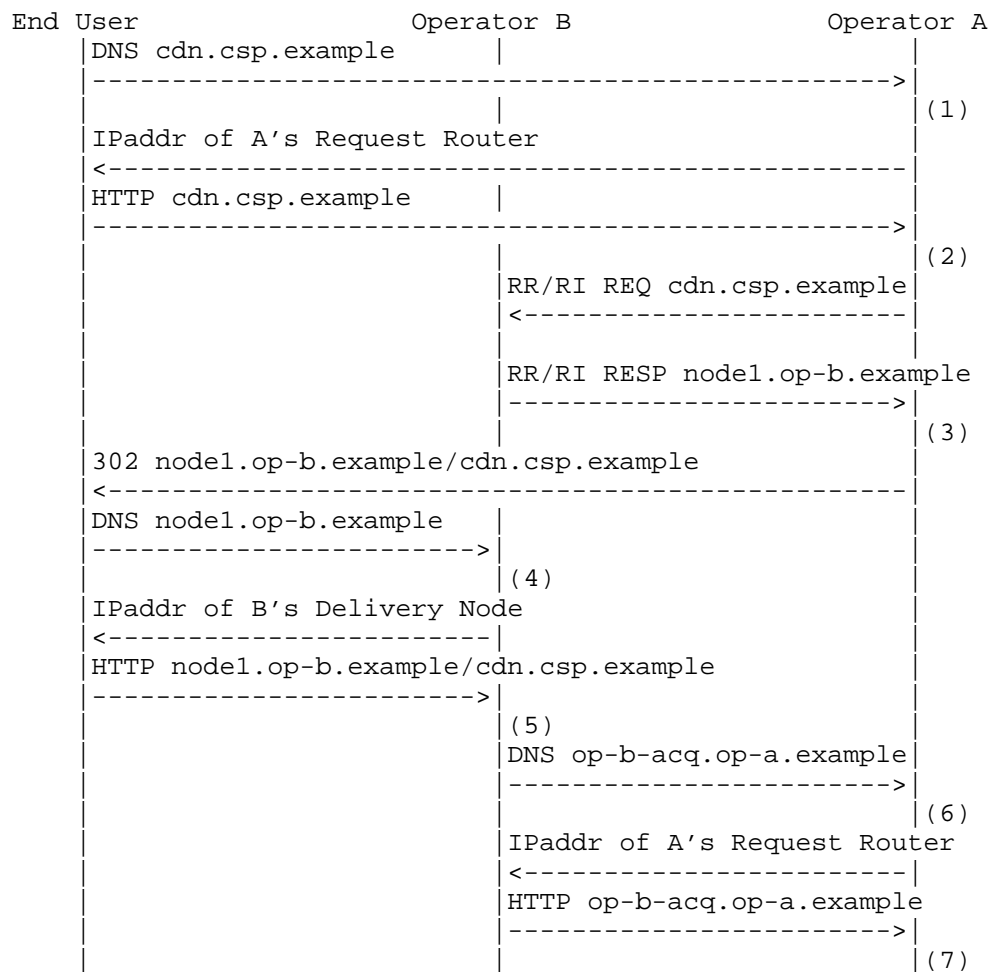 End User Operator B Operator A
DNS cdn.csp.example
(1)
IPaddr of A's Request Router
HTTP cdn.csp.example
(2)
RR/RI REQ cdn.csp.example
RR/RI RESP node1.op-b.example
(3)
302 node1.op-b.example/cdn.csp.example
DNS node1.op-b.example
(4)
IPaddr of B's Delivery Node
HTTP node1.op-b.example/cdn.csp.example
(5)
DNS op-b-acq.op-a.example
(6)
IPaddr of A's Request Router
HTTP op-b-acq.op-a.example
(7)